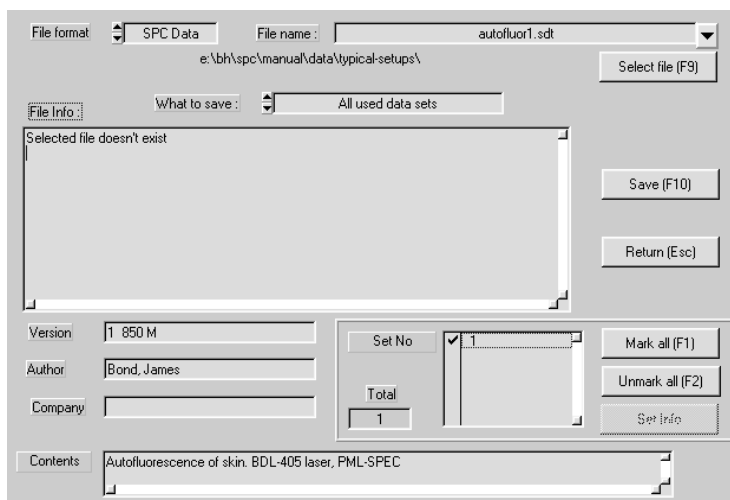 File format SPC Data File name : autofluor1.sdt
e:\bh\spc\manual\data\typical-setups\
Select file (F9)
What to save : All used data sets
File Info :
Selected file doesn't exist
Save (F10)
Return (Esc)
Version 1 850 M
Author Bond, James
Company
Set No 1
Total
1
Mark all (F1)
Unmark all (F2)
Set Info
Contents Autofluorescence of skin. BDL-405 laser, PML-SPEC